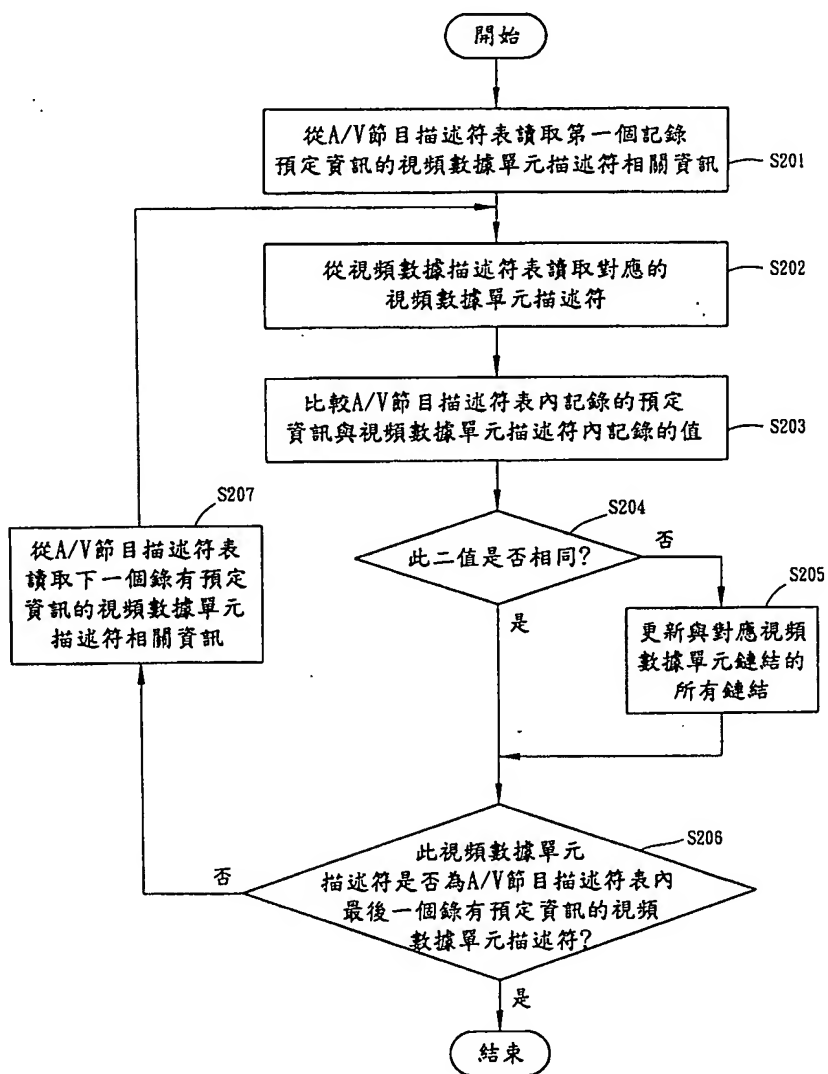 開始
從A/V節目描述符表讀取第一個記錄
預定資訊的視頻數據單元描述符相關資訊
S201
從視頻數據描述符表讀取對應的
視頻數據單元描述符
S202
比較A/V節目描述符表內記錄的預定
資訊與視頻數據單元描述符內記錄的值
S203
此二值是否相同?
S204
否
是
更新與對應視頻
數據單元鏈結的
所有鏈結
S205
此視頻數據單元
描述符是否為A/V節目描述符表內
最後一個錄有預定資訊的視頻
數據單元描述符?
S206
否
是
從A/V節目描述符表
讀取下一個錄有預定
資訊的視頻數據單元
描述符相關資訊
S207
結束